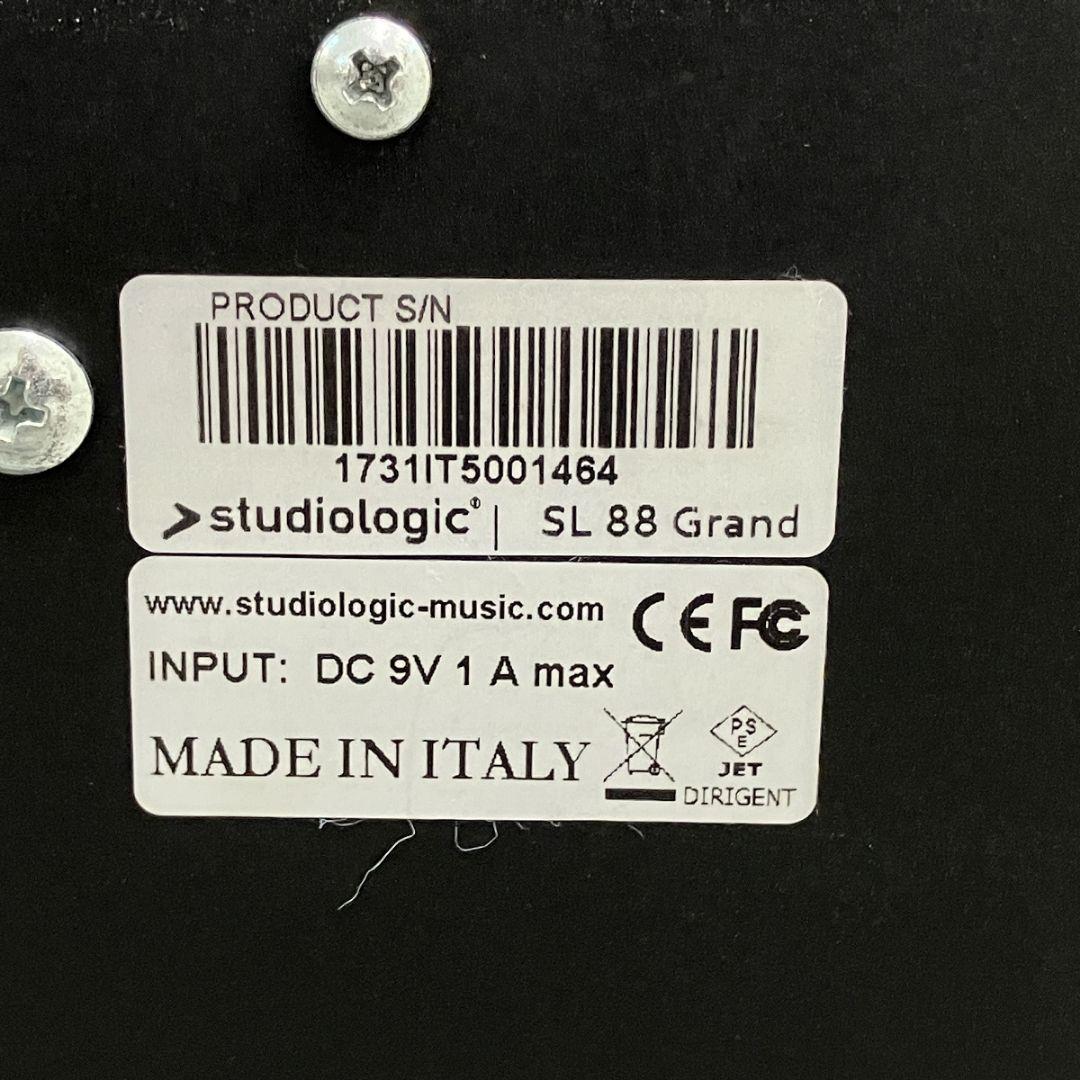 PRODUCT S/N
1731IT5001464
studiologic® | SL 88 Grand
www.studiologic-music.com CE FC
INPUT: DC 9V 1 A max
MADE IN ITALY
PS
E
JET
DIRIGENT